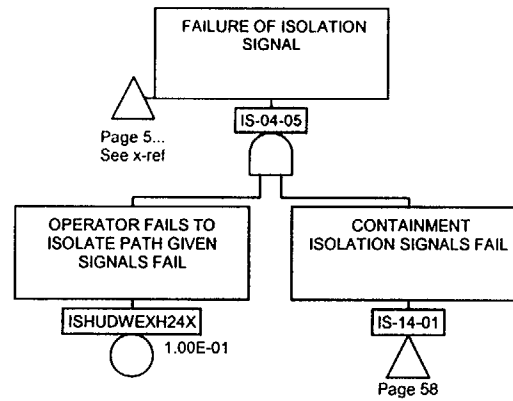 FAILURE OF ISOLATION
SIGNAL
Page 5...
See x-ref
IS-04-05
OPERATOR FAILS TO
ISOLATE PATH GIVEN
SIGNALS FAIL
CONTAINMENT
ISOLATION SIGNALS FAIL
ISHUDWEXH24X
1.00E-01
IS-14-01
Page 58